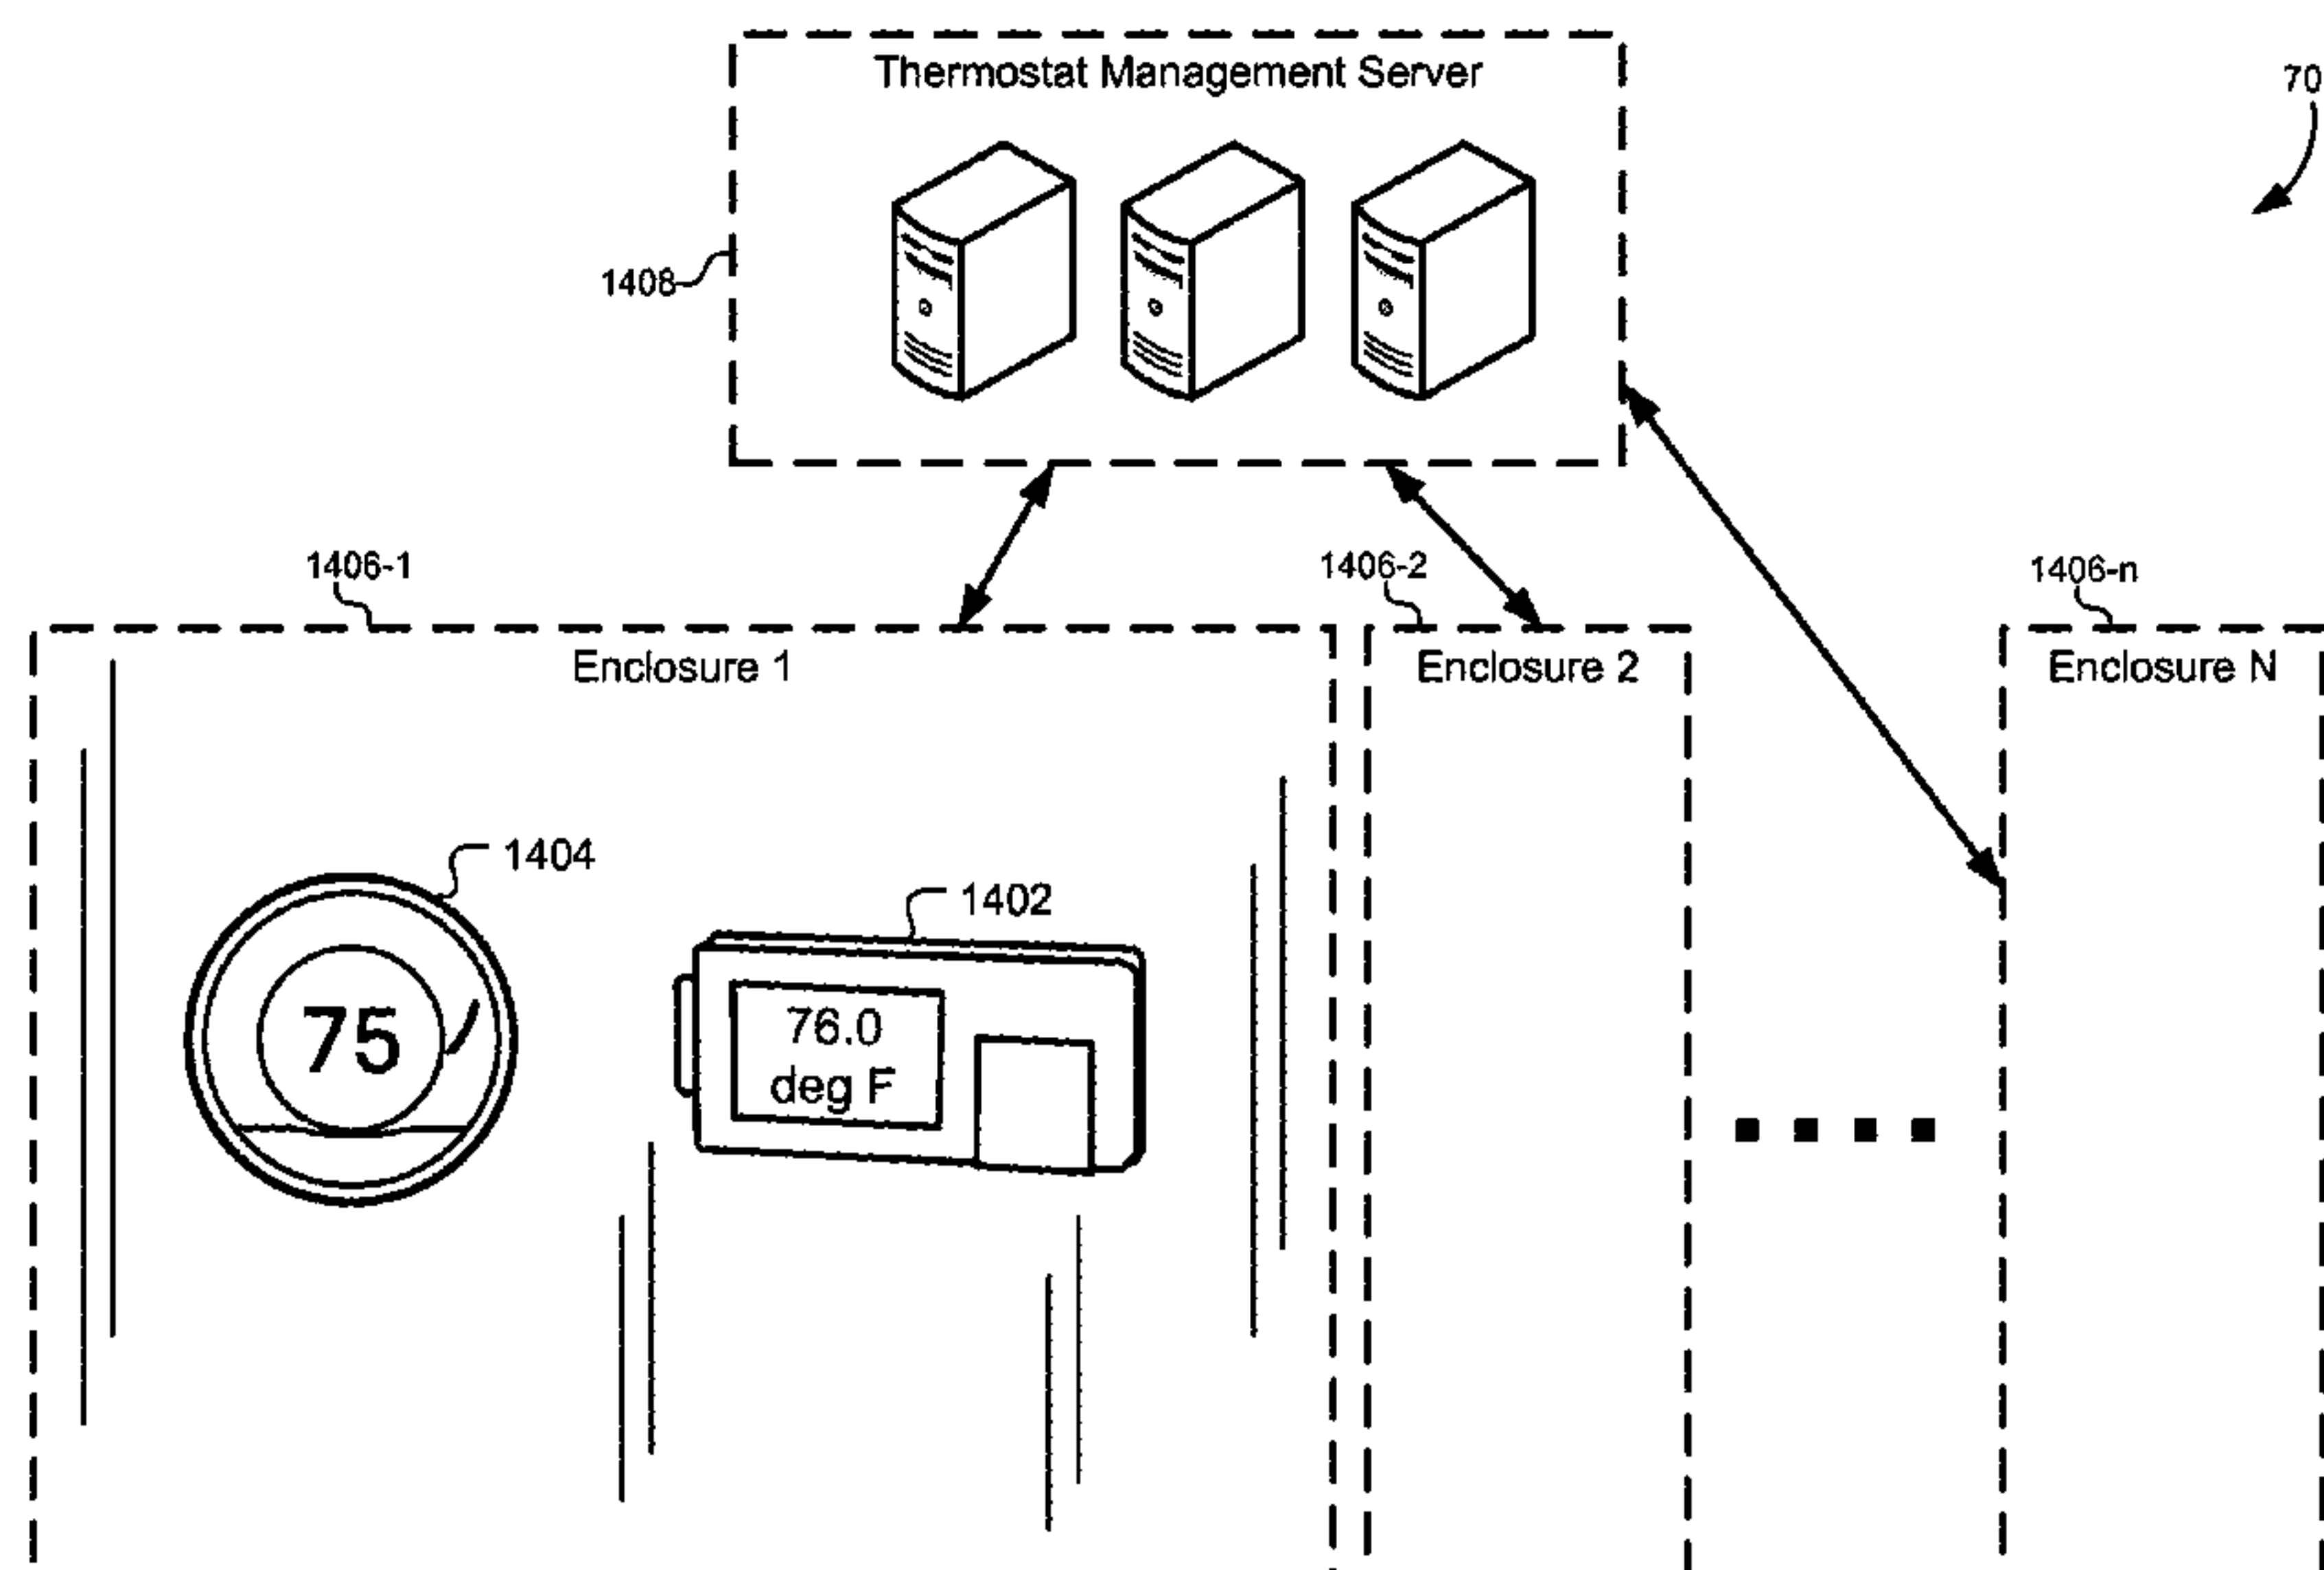 Thermostat Management Server
70
1408
1406-1
1406-2
1406-n
Enclosure 1
Enclosure 2
Enclosure N
1404
1402
75
76.0
deg F